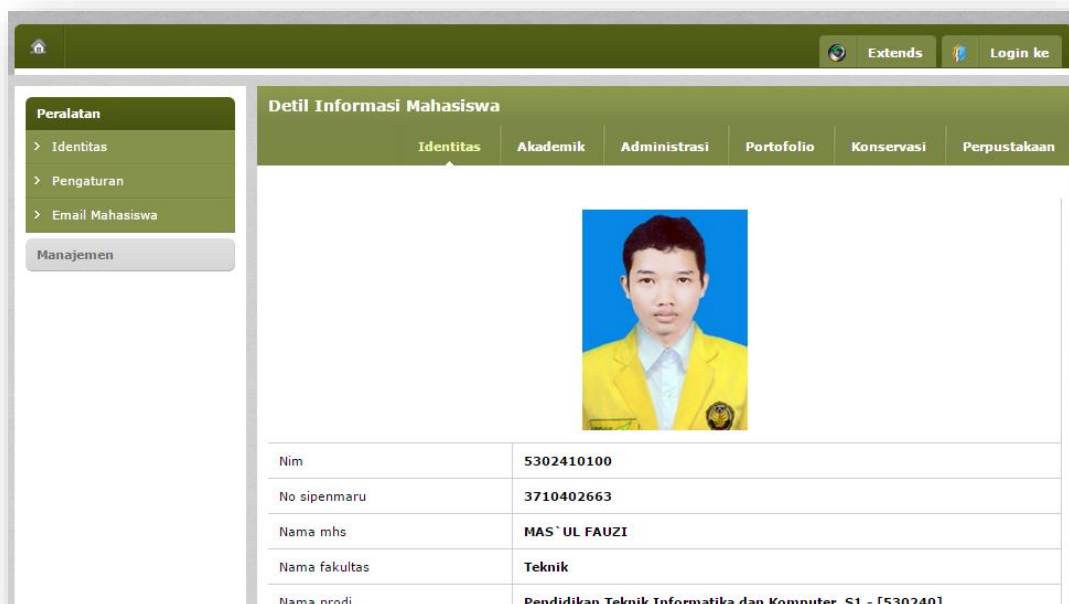 Extends Login ke
Peralatan
> Identitas
> Pengaturan
> Email Mahasiswa
Manajemen
Detil Informasi Mahasiswa
Identitas Akademik Administrasi Portofolio Konservasi Perpustakaan
Nim 5302410100
No sipenmaru 3710402663
Nama mhs MAS`UL FAUZI
Nama fakultas Teknik
Nama prodi Pendidikan Teknik Informatika dan Komputer, S1 - [530240]